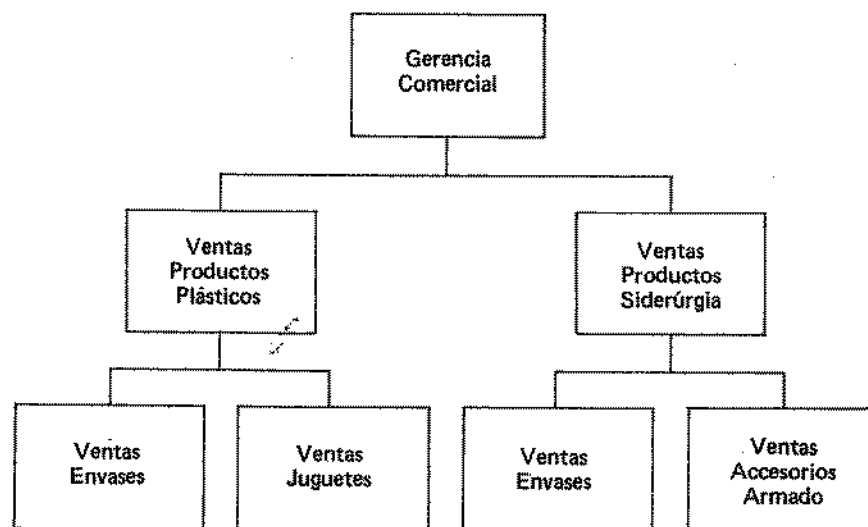 Gerencia
Comercial
Ventas
Productos
Plásticos
Ventas
Productos
Siderúrgia
Ventas
Envases
Ventas
Juguetes
Ventas
Envases
Ventas
Accesorios
Armado